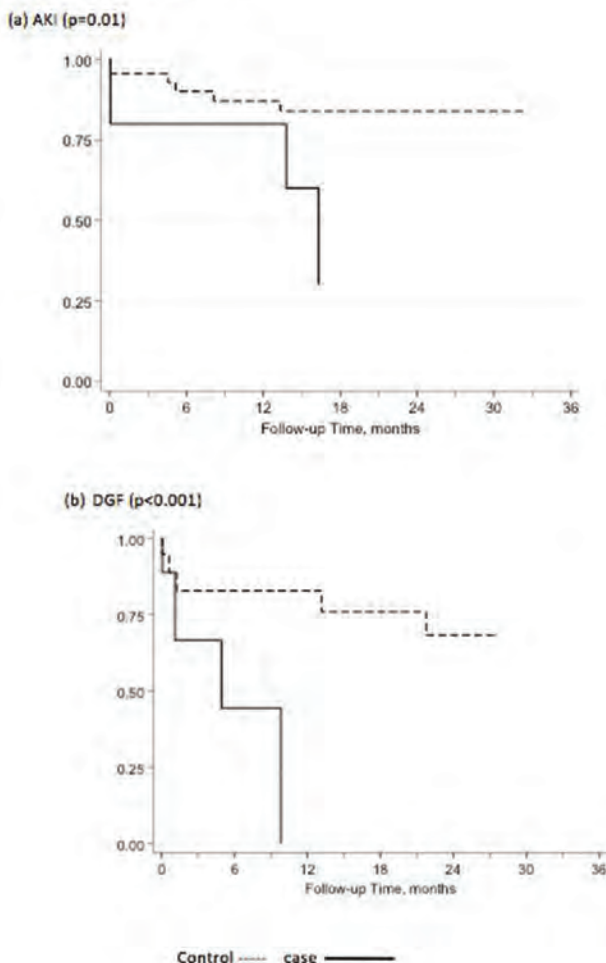 (a) AKI (p=0.01)
1.00
0.75
0.50
0.25
0.00
0 6 12 18 24 30 36
Follow-up Time, months
(b) DGF (p<0.001)
1.00
0.75
0.50
0.25
0.00
0 6 12 18 24 30 36
Follow-up Time, months
Control case